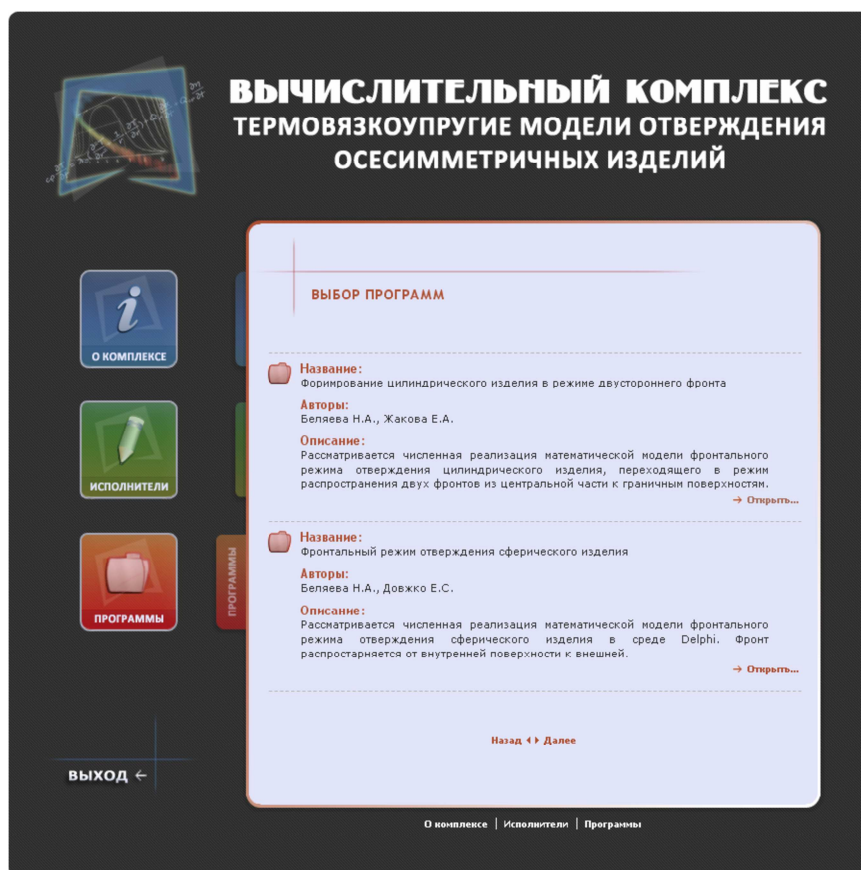 ВЫЧИСЛИТЕЛЬНЫЙ КОМПЛЕКС
ТЕРМОВЯЗКОУПРУГИЕ МОДЕЛИ ОТВЕРЖДЕНИЯ
ОСЕСИММЕТРИЧНЫХ ИЗДЕЛИЙ
О КОМПЛЕКСЕ
ИСПОЛНИТЕЛИ
ПРОГРАММЫ
ПРОГРАММЫ
ВЫХОД ←
ВЫБОР ПРОГРАММ
Название:
Формирование цилиндрического изделия в режиме двустороннего фронта
Авторы:
Беляева Н.А., Жакова Е.А.
Описание:
Рассматривается численная реализация математической модели фронтального
режима отверждения цилиндрического изделия, переходящего в режим
распространения двух фронтов из центральной части к граничным поверхностям.
→ Открыть...
Название:
Фронтальный режим отверждения сферического изделия
Авторы:
Беляева Н.А., Довжко Е.С.
Описание:
Рассматривается численная реализация математической модели фронтального
режима отверждения сферического изделия в среде Delphi. Фронт
распростарняется от внутренней поверхности к внешней.
→ Открыть...
Назад Далее
О комплексе | Исполнители | Программы